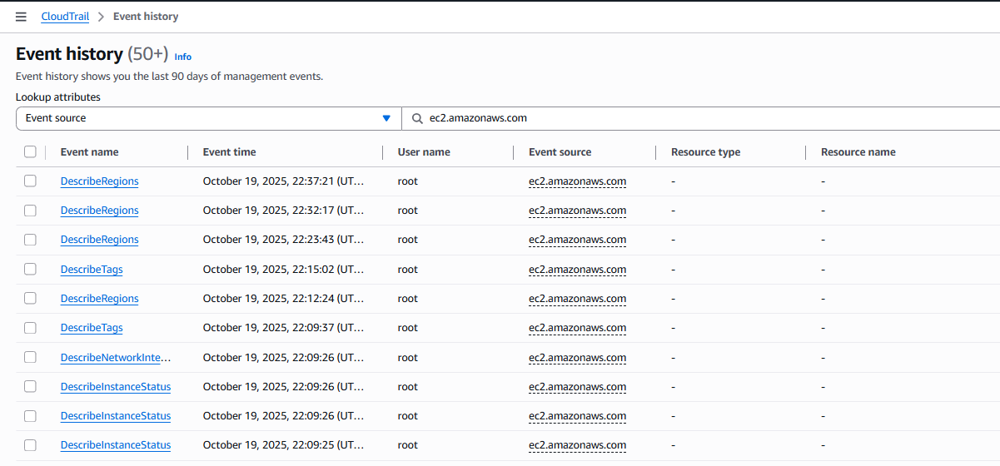 CloudTrail > Event history
Event history (50+) Info
Event history shows you the last 90 days of management events.
Lookup attributes
Event source ec2.amazonaws.com
Event name Event time User name Event source Resource type Resource name
DescribeRegions October 19, 2025, 22:37:21 (UT... root ec2.amazonaws.com - -
DescribeRegions October 19, 2025, 22:32:17 (UT... root ec2.amazonaws.com - -
DescribeRegions October 19, 2025, 22:23:43 (UT... root ec2.amazonaws.com - -
DescribeTags October 19, 2025, 22:15:02 (UT... root ec2.amazonaws.com - -
DescribeRegions October 19, 2025, 22:12:24 (UT... root ec2.amazonaws.com - -
DescribeTags October 19, 2025, 22:09:37 (UT... root ec2.amazonaws.com - -
DescribeNetworkInte... October 19, 2025, 22:09:26 (UT... root ec2.amazonaws.com - -
DescribeInstanceStatus October 19, 2025, 22:09:26 (UT... root ec2.amazonaws.com - -
DescribeInstanceStatus October 19, 2025, 22:09:26 (UT... root ec2.amazonaws.com - -
DescribeInstanceStatus October 19, 2025, 22:09:25 (UT... root ec2.amazonaws.com - -